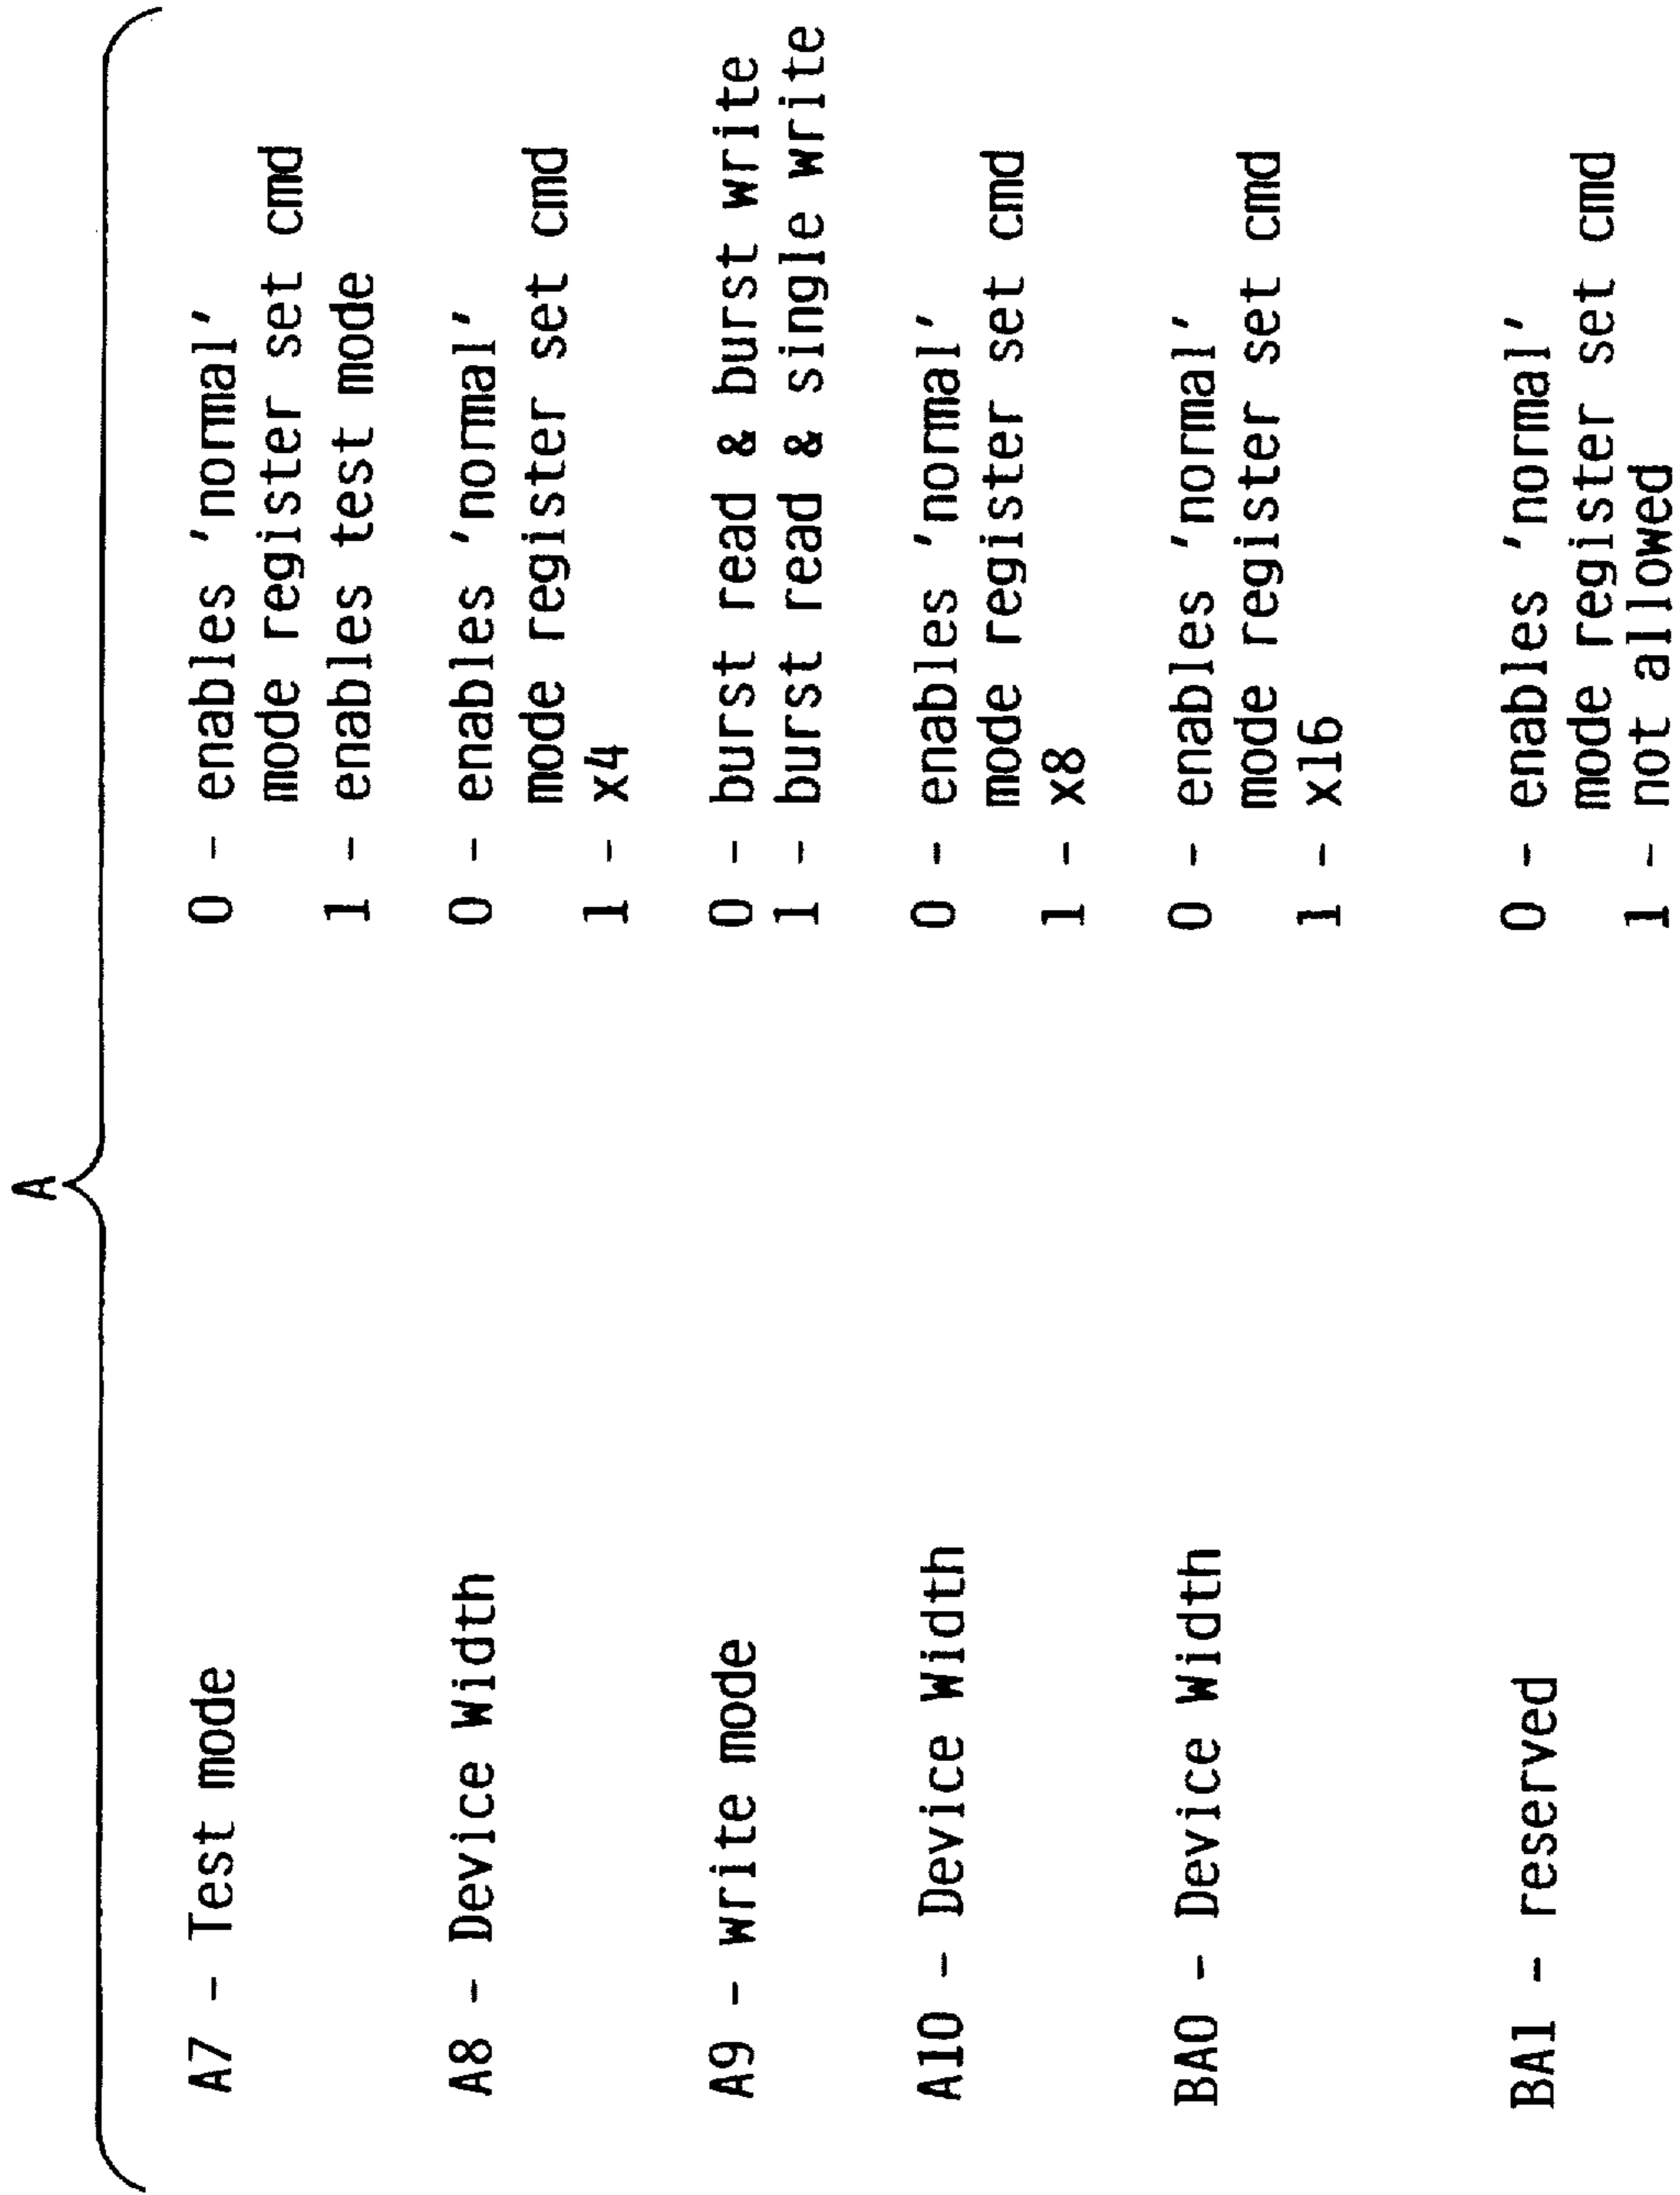 A
A7 - Test mode 0 - enables 'normal'
mode register set cmd
1 - enables test mode
A8 - Device Width 0 - enables 'normal'
mode register set cmd
1 - x4
A9 - write mode 0 - burst read & burst write
1 - burst read & single write
A10 - Device Width 0 - enables 'normal'
mode register set cmd
1 - x8
BA0 - Device Width 0 - enables 'normal'
mode register set cmd
1 - x16
BA1 - reserved 0 - enables 'normal'
mode register set cmd
1 - not allowed